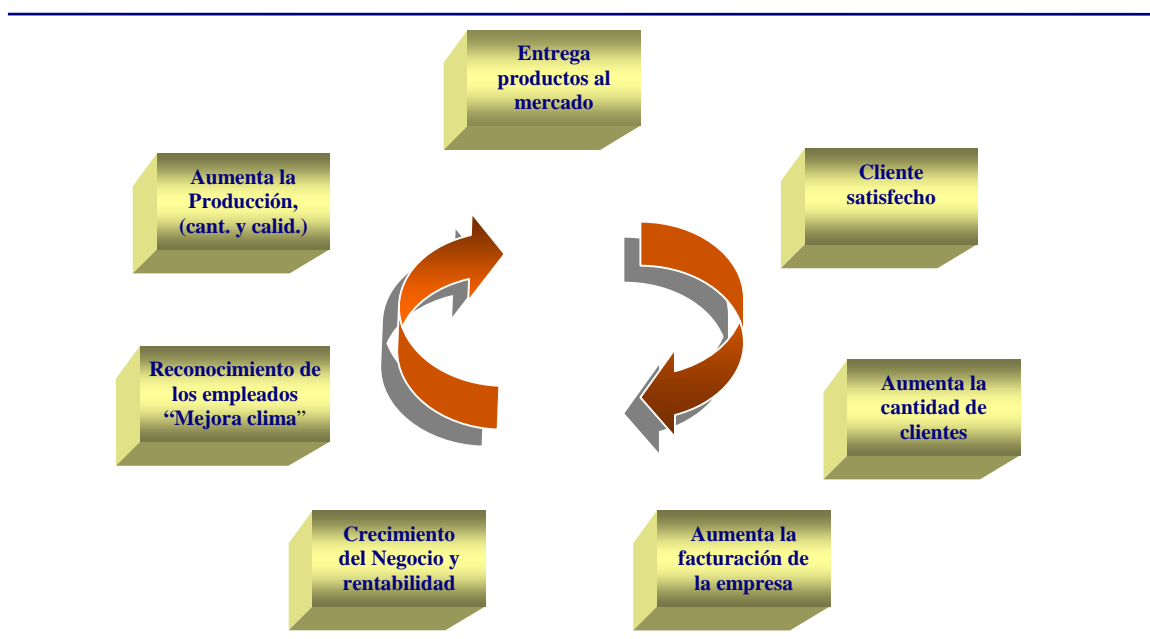 Entrega
productos al
mercado
Cliente
satisfecho
Aumenta la
cantidad de
clientes
Aumenta la
facturación de
la empresa
Crecimiento
del Negocio y
rentabilidad
Reconocimiento de
los empleados
“Mejora clima”
Aumenta la
Producción,
(cant. y calid.)